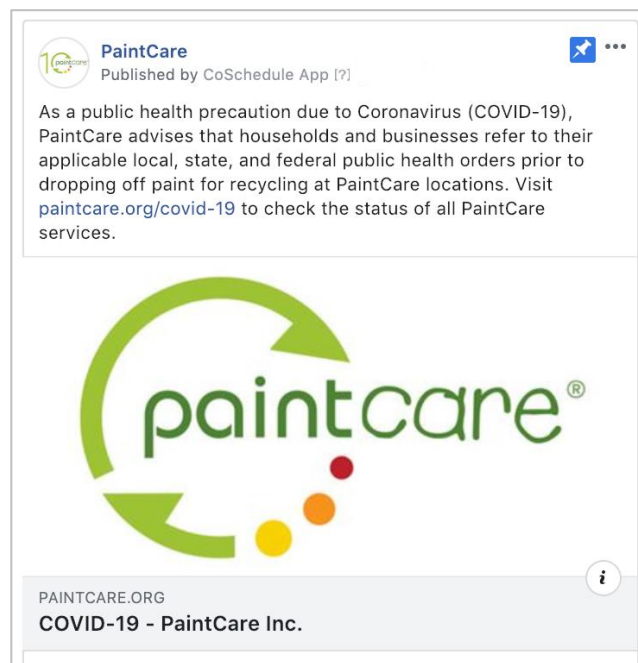 PaintCare
Published by CoSchedule App [?]
As a public health precaution due to Coronavirus (COVID-19),
PaintCare advises that households and businesses refer to their
applicable local, state, and federal public health orders prior to
dropping off paint for recycling at PaintCare locations. Visit
paintcare.org/covid-19 to check the status of all PaintCare
services.
paintcare®
i
PAINTCARE.ORG
COVID-19 - PaintCare Inc.